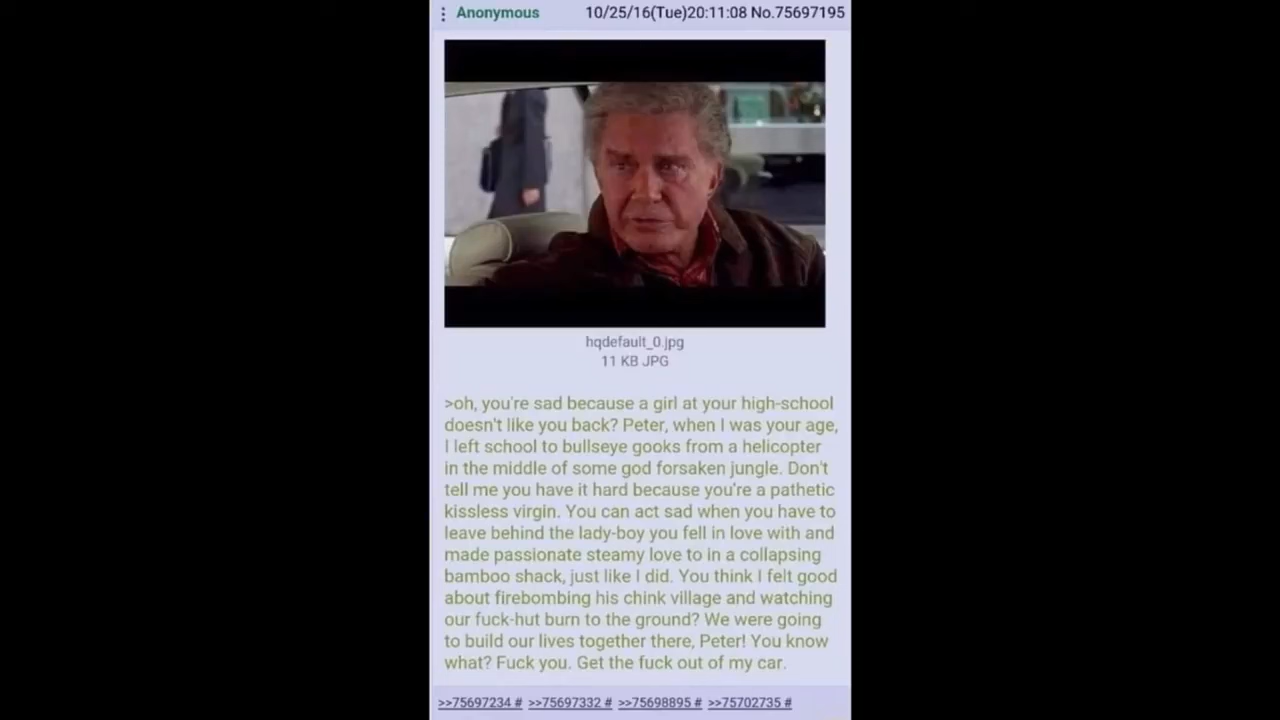 Anonymous 10/25/16(Tue)20:11:08 No.75697195
hqdefault_0.jpg
11 KB JPG
>oh, you're sad because a girl at your high-school
doesn't like you back? Peter, when I was your age,
I left school to bullseye gooks from a helicopter
in the middle of some god forsaken jungle. Don't
tell me you have it hard because you're a pathetic
kissless virgin. You can act sad when you have to
leave behind the lady-boy you fell in love with and
made passionate steamy love to in a collapsing
bamboo shack, just like I did. You think I felt good
about firebombing his chink village and watching
our fuck-hut burn to the ground? We were going
to build our lives together there, Peter! You know
what? Fuck you. Get the fuck out of my car.
>>75697234 # >>75697332 # >>75698895 # >>75702735 #